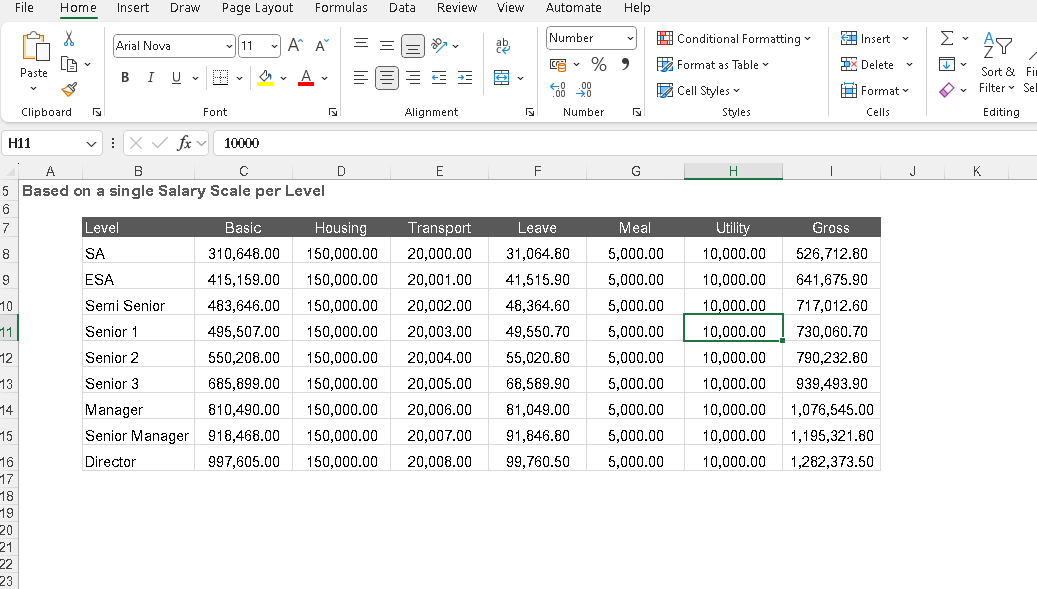 File Home Insert Draw Page Layout Formulas Data Review View Automate Help
Arial Nova 11 A A Number Conditional Formatting Insert Σ
Paste B I U A ab % Format as Table Delete Sort & Filter
Cell Styles Format
Clipboard Font Alignment Number Styles Cells Editing
H11 fx 10000
A B C D E F G H I J K
5 Based on a single Salary Scale per Level
6
7 Level Basic Housing Transport Leave Meal Utility Gross
8 SA 310,648.00 150,000.00 20,000.00 31,064.80 5,000.00 10,000.00 526,712.80
9 ESA 415,159.00 150,000.00 20,001.00 41,515.90 5,000.00 10,000.00 641,675.90
10 Semi Senior 483,646.00 150,000.00 20,002.00 48,364.60 5,000.00 10,000.00 717,012.60
11 Senior 1 495,507.00 150,000.00 20,003.00 49,550.70 5,000.00 10,000.00 730,060.70
12 Senior 2 550,208.00 150,000.00 20,004.00 55,020.80 5,000.00 10,000.00 790,232.80
13 Senior 3 685,899.00 150,000.00 20,005.00 68,589.90 5,000.00 10,000.00 939,493.90
14 Manager 810,490.00 150,000.00 20,006.00 81,049.00 5,000.00 10,000.00 1,076,545.00
15 Senior Manager 918,468.00 150,000.00 20,007.00 91,846.80 5,000.00 10,000.00 1,195,321.80
16 Director 997,605.00 150,000.00 20,008.00 99,760.50 5,000.00 10,000.00 1,282,373.50
17
18
19
20
21
22
23